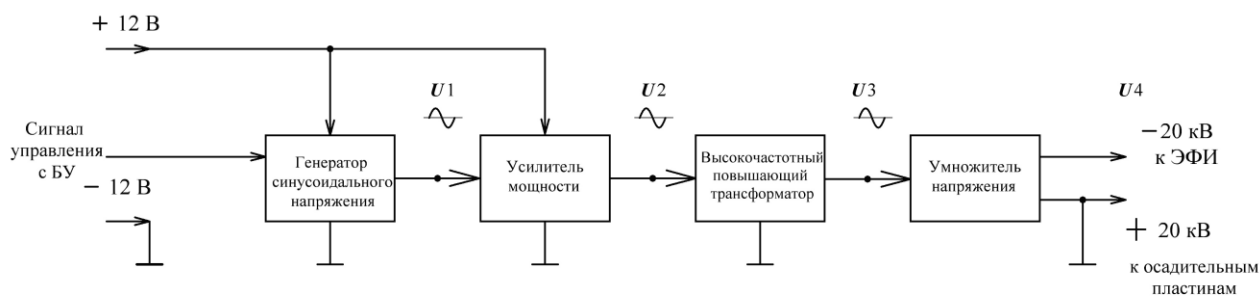 + 12 В
U1
U2
U3
U4
Сигнал
управления
с БУ
− 12 В
Генератор
синусоидального
напряжения
Усилитель
мощности
Высокочастотный
повышающий
трансформатор
Умножитель
напряжения
−20 кВ
к ЭФИ
+ 20 кВ
к осадительным
пластинам